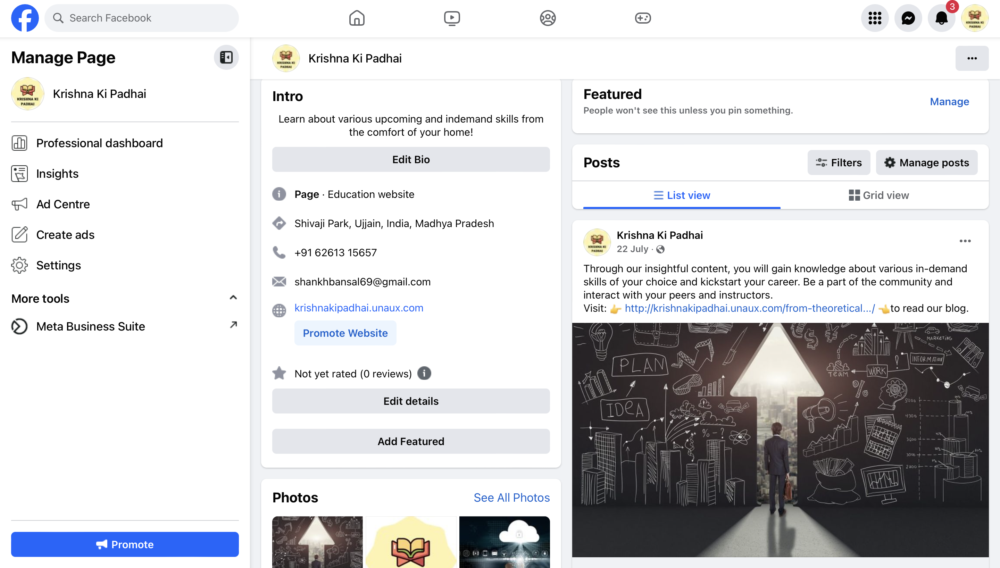 Search Facebook
3
Manage Page
Krishna Ki Padhai
KRISHNA KI
PADHAI
Professional dashboard
Insights
Ad Centre
Create ads
Settings
More tools
Meta Business Suite
Promote
Krishna Ki Padhai
Intro
Learn about various upcoming and indemand skills from
the comfort of your home!
Edit Bio
Page · Education website
Shivaji Park, Ujjain, India, Madhya Pradesh
+91 62613 15657
shankhbansal69@gmail.com
krishnakipadhai.unaux.com
Promote Website
Not yet rated (0 reviews)
Edit details
Add Featured
Photos
See All Photos
Featured
People won't see this unless you pin something.
Manage
Posts
Filters
Manage posts
List view
Grid view
Krishna Ki Padhai
22 July ·
Through our insightful content, you will gain knowledge about various in-demand
skills of your choice and kickstart your career. Be a part of the community and
interact with your peers and instructors.
Visit: 👉 http://krishnakipadhai.unaux.com/from-theoretical.../ 👈to read our blog.
MARKETING
INFORMATION
PLAN
TEAM
WORK
IDEA
% - ?
5000